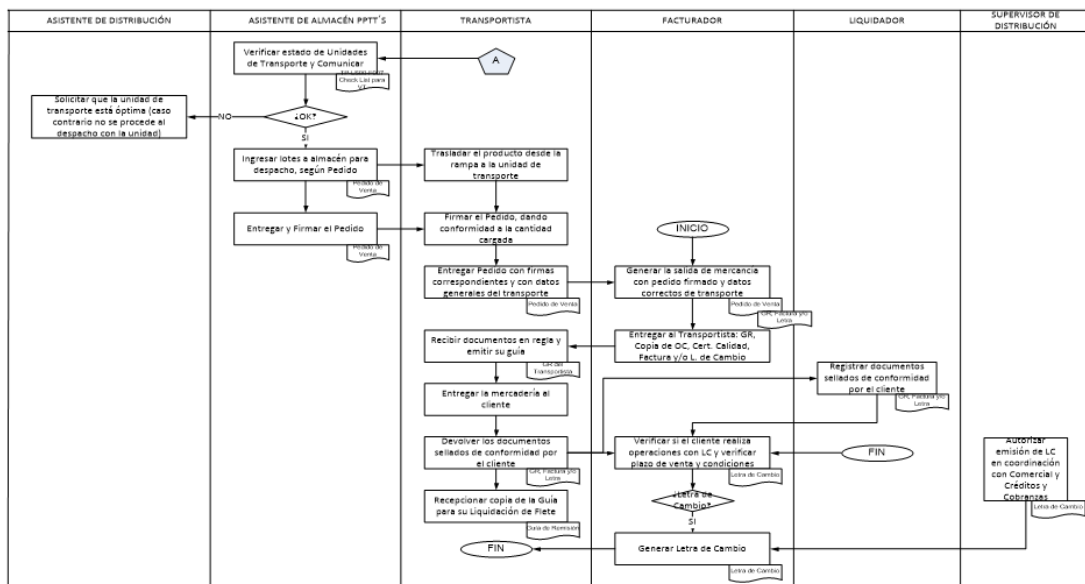 ASISTENTE DE DISTRIBUCIÓN
ASISTENTE DE ALMACÉN PPTT´S
TRANSPORTISTA
FACTURADOR
LIQUIDADOR
SUPERVISOR DE
DISTRIBUCIÓN
Verificar estado de Unidades
de Transporte y Comunicar
Check List para
A
Solicitar que la unidad de
transporte está óptima (caso
contrario no se procede al
despacho con la unidad)
NO
¿OK?
SI
Ingresar lotes a almacén para
despacho, según Pedido
Pedido de
Venta
Trasladar el producto desde la
rampa a la unidad de
transporte
Entregar y Firmar el Pedido
Pedido de
Venta
Firmar el Pedido, dando
conformidad a la cantidad
cargada
INICIO
Entregar Pedido con firmas
correspondientes y con datos
generales del transporte
Pedido de Venta
Generar la salida de mercancía
con pedido firmado y datos
correctos de transporte
Pedido de Venta
GR, Factura y/o
Letra
Recibir documentos en regla y
emitir su guía
GR del
Transportista
Entregar al Transportista: GR,
Copia de OC, Cert. Calidad,
Factura y/o L. de Cambio
Registrar documentos
sellados de conformidad
por el cliente
GR, Factura y/o
Letra
Entregar la mercadería al
cliente
Devolver los documentos
sellados de conformidad por
el cliente
GR, Factura y/o
Letra
Verificar si el cliente realiza
operaciones con LC y verificar
plazo de venta y condiciones
Letra de Cambio
FIN
Autorizar
emisión de LC
en coordinación
con Comercial y
Créditos y
Cobranzas
Letra de Cambio
Recepcionar copia de la Guía
para su Liquidación de Flete
Guía de Remisión
¿Letra de
Cambio?
SI
FIN
Generar Letra de Cambio
Letra de Cambio